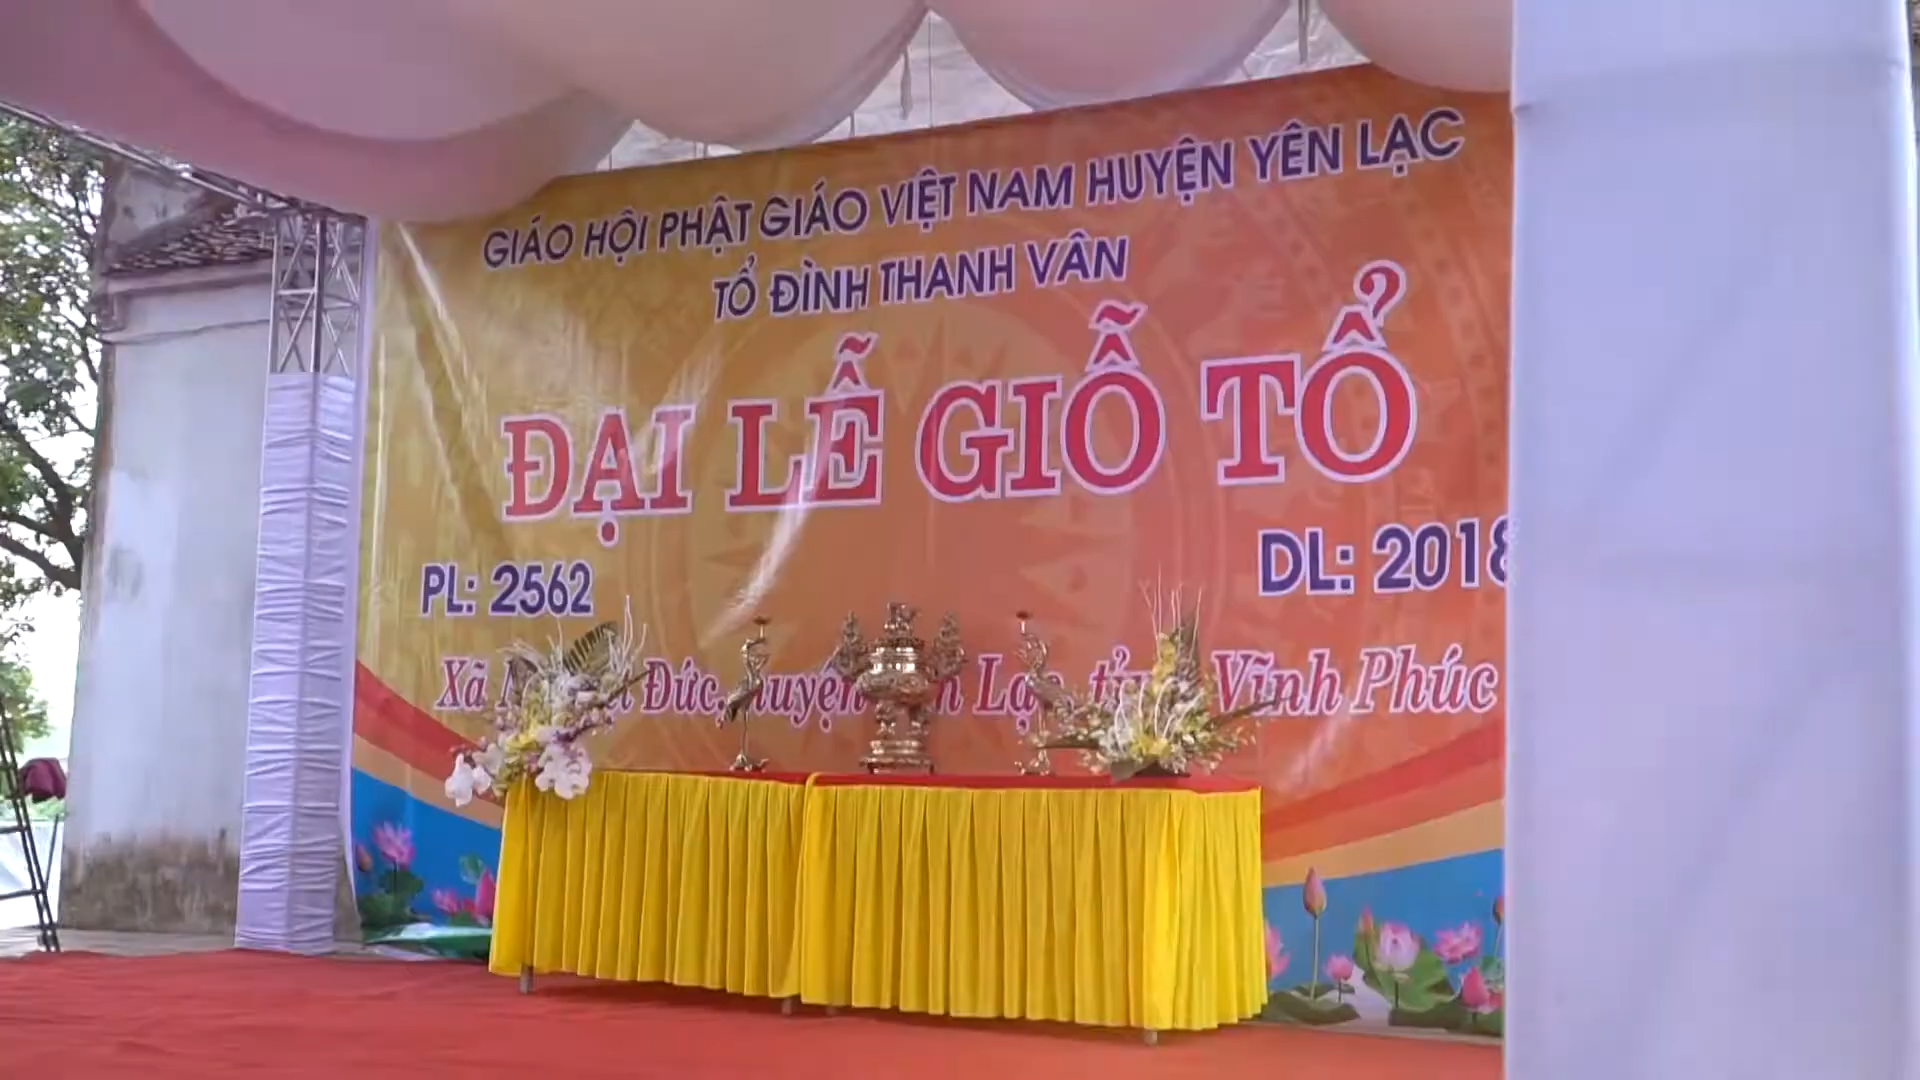 GIÁO HỘI PHẬT GIÁO VIỆT NAM HUYỆN YÊN LẠC
TỔ ĐÌNH THANH VÂN
ĐẠI LỄ GIỖ TỔ
PL: 2562 DL: 2018
Xã Đức, huyện Lạc, tỉnh Vĩnh Phúc